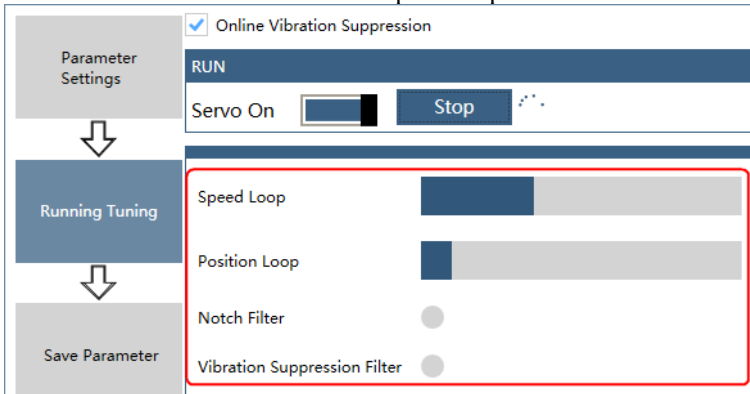 Online Vibration Suppression
Parameter
Settings
RUN
Servo On
Stop
Running Tuning
Speed Loop
Position Loop
Notch Filter
Save Parameter
Vibration Suppression Filter